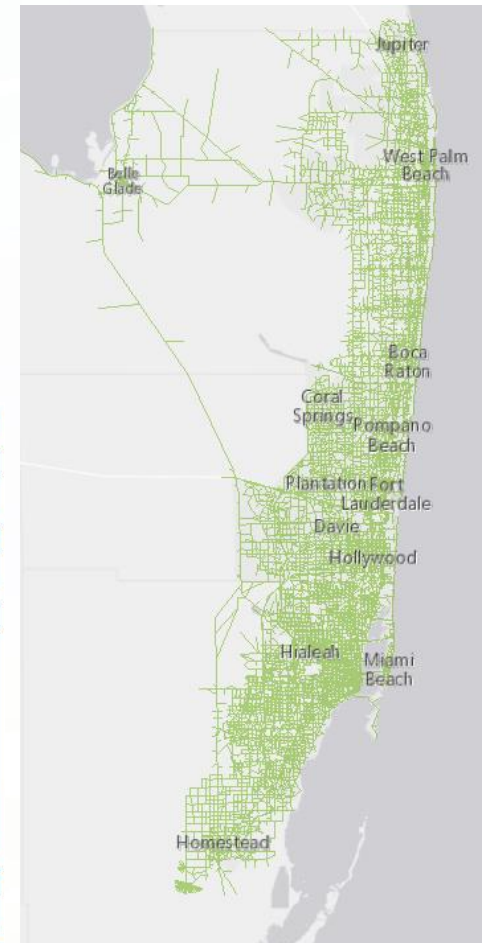 Jupiter
West Palm
Beach
Belle
Glade
Boca
Raton
Coral
Springs
Pompano
Beach
Plantation
Fort
Lauderdale
Davie
Hollywood
Hialeah
Miami
Beach
Homestead